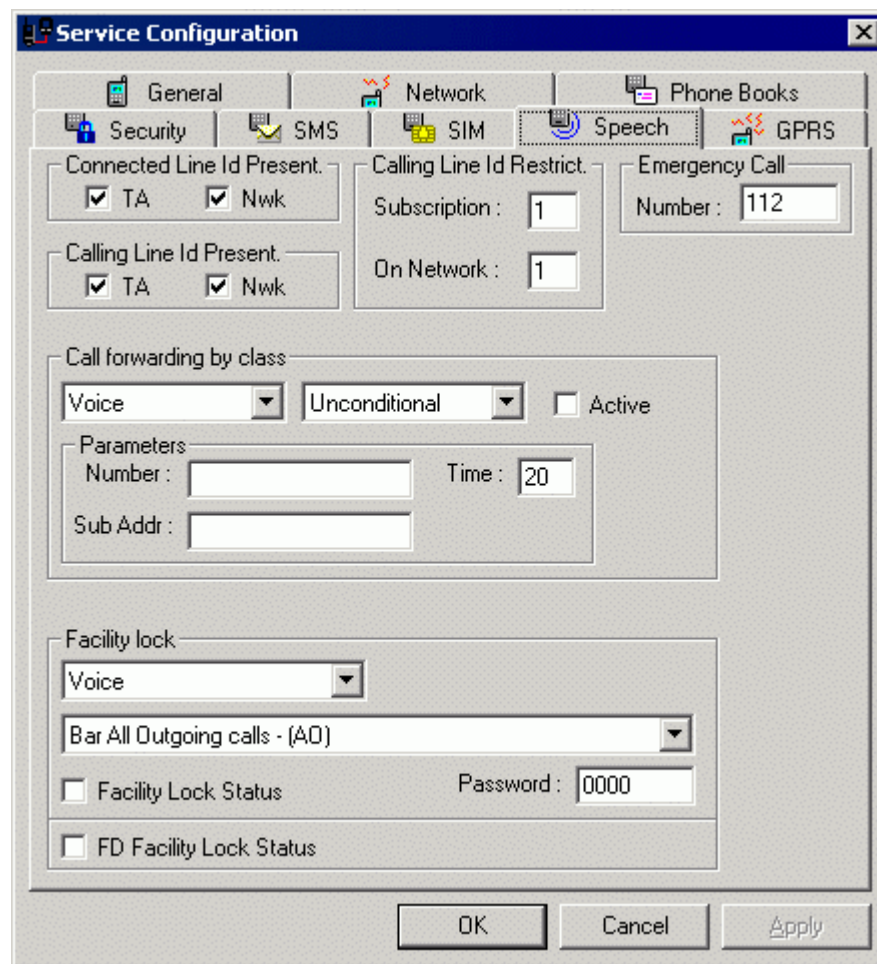 Service Configuration
General
Network
Phone Books
Security
SMS
SIM
Speech
GPRS
Connected Line Id Present.
TA
Nwk
Calling Line Id Restrict.
Subscription :
1
On Network :
1
Emergency Call
Number :
112
Calling Line Id Present.
TA
Nwk
Call forwarding by class
Voice
Unconditional
Active
Parameters
Number :
Time :
20
Sub Addr :
Facility lock
Voice
Bar All Outgoing calls - (AO)
Facility Lock Status
Password :
0000
FD Facility Lock Status
OK
Cancel
Apply